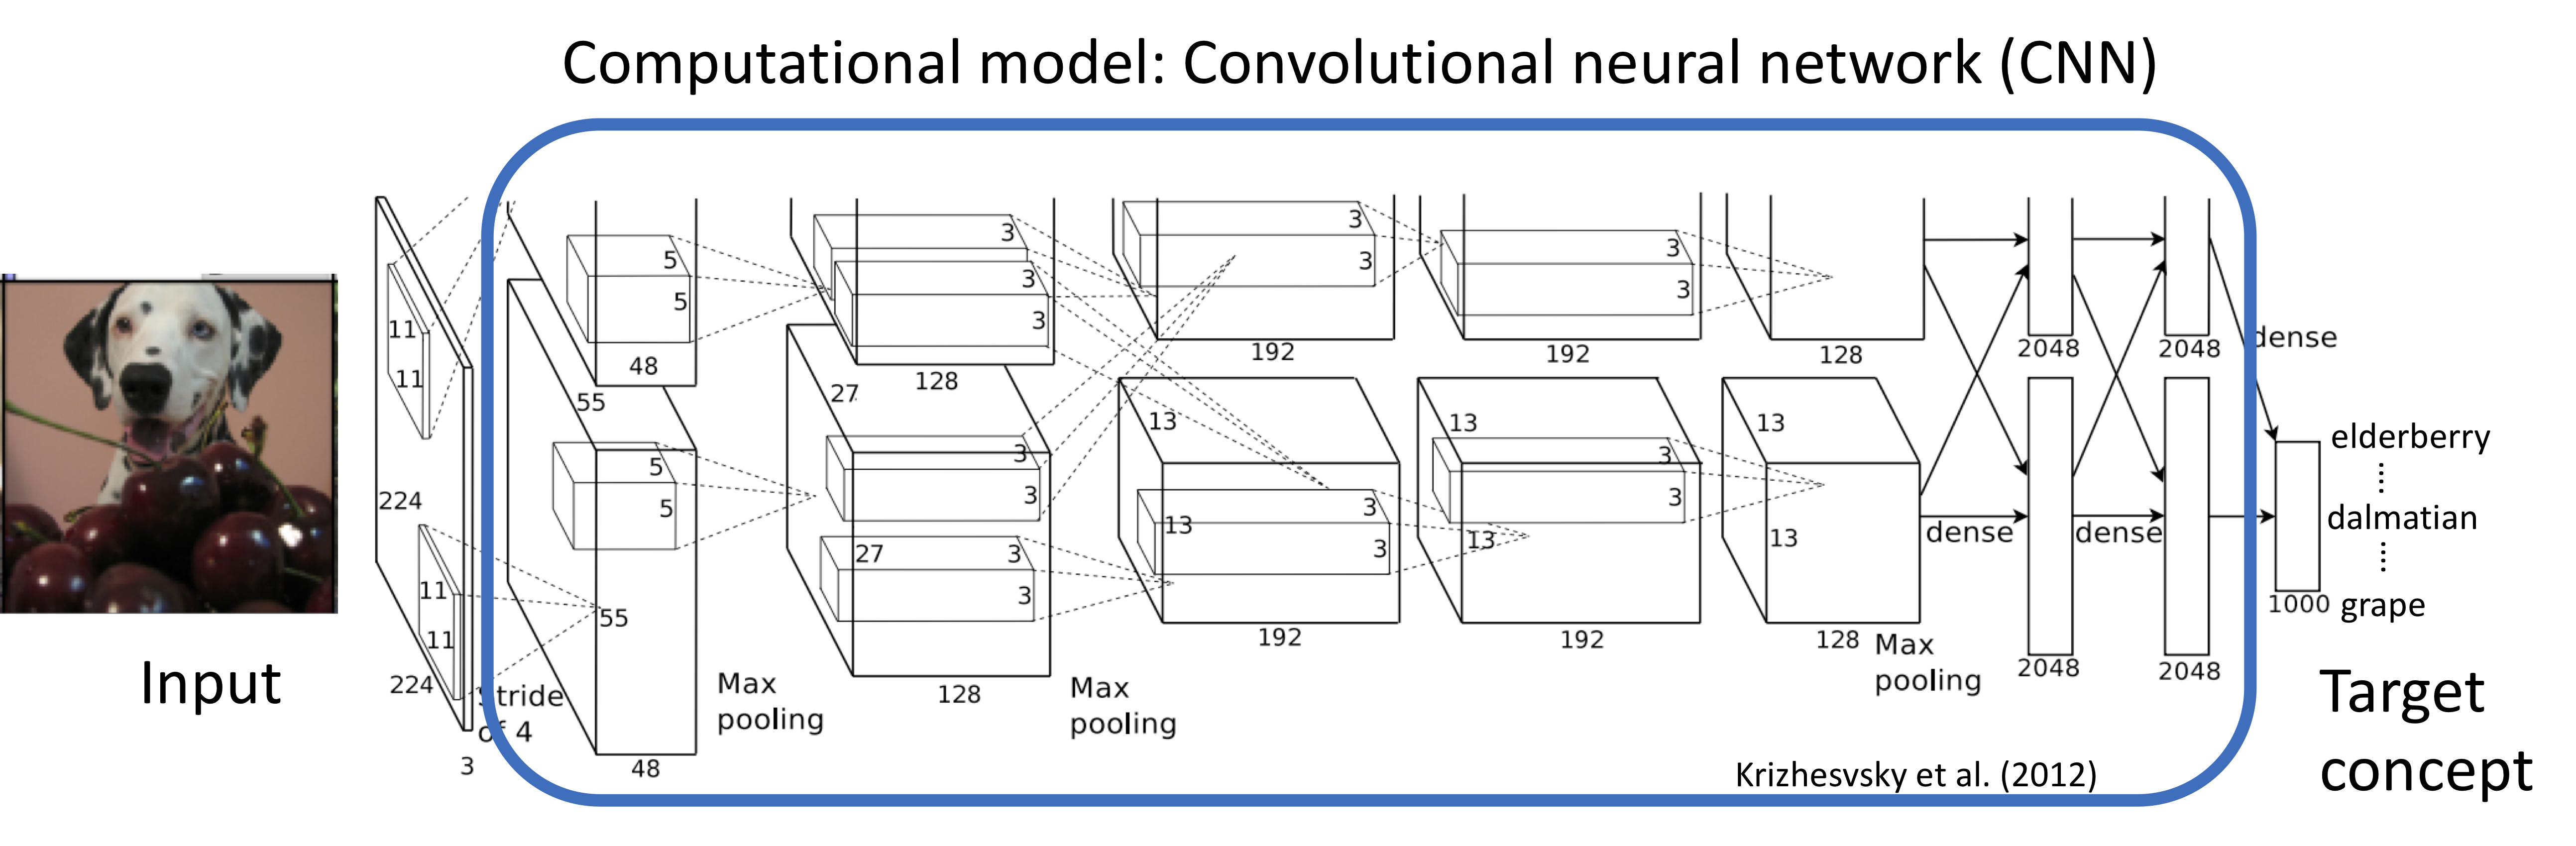 Computational model: Convolutional neural network (CNN)
11
11
224
11
11
224
3
Stride
of 4
5
5
48
55
5
5
55
48
Max
pooling
3
3
3
3
128
27
3
3
27
3
3
128
Max
pooling
3
3
192
13
3
3
13
192
3
3
192
13
3
3
13
192
128
13
13
128
Max
pooling
dense
2048
2048
dense
2048
2048
dense
1000
elderberry
dalmatian
grape
Input
Target
concept
Krizhesvsky et al. (2012)